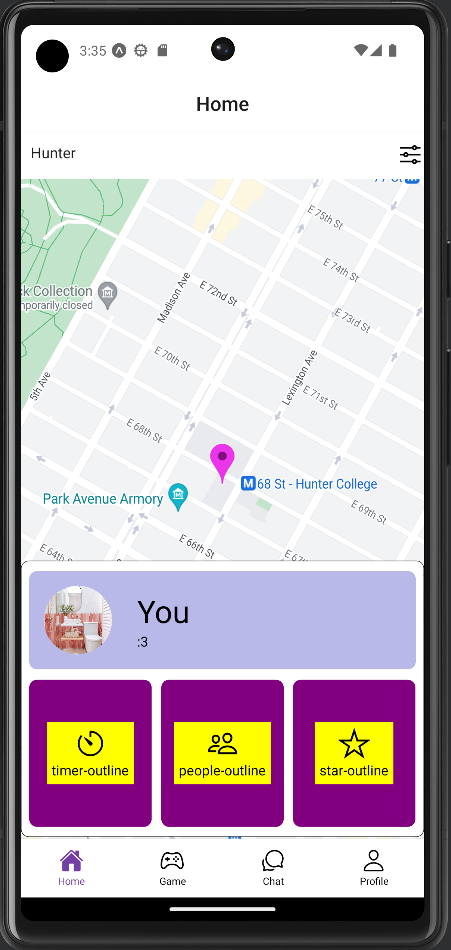 3:35
Home
Hunter
E 75th St
E 74th St
Madison Ave
E 72nd St
k Collection
mporarily closed
E 73rd St
E 70th St
Lexington Ave
5th Ave
E 71st St
E 68th St
M 68 St - Hunter College
Park Avenue Armory
E 69th St
E 66th St
E 64th St
You
:3
timer-outline
people-outline
star-outline
Home
Game
Chat
Profile